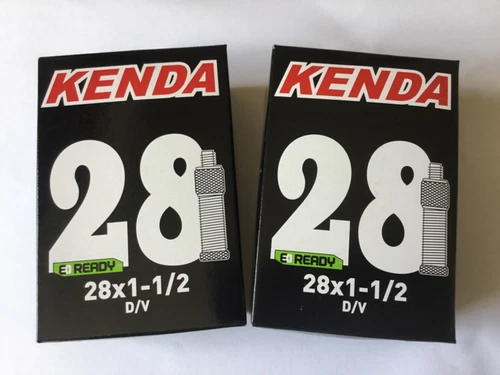 KENDA
28
E READY
28x1-1/2
D/V
KENDA
28
E READY
28x1-1/2
D/V